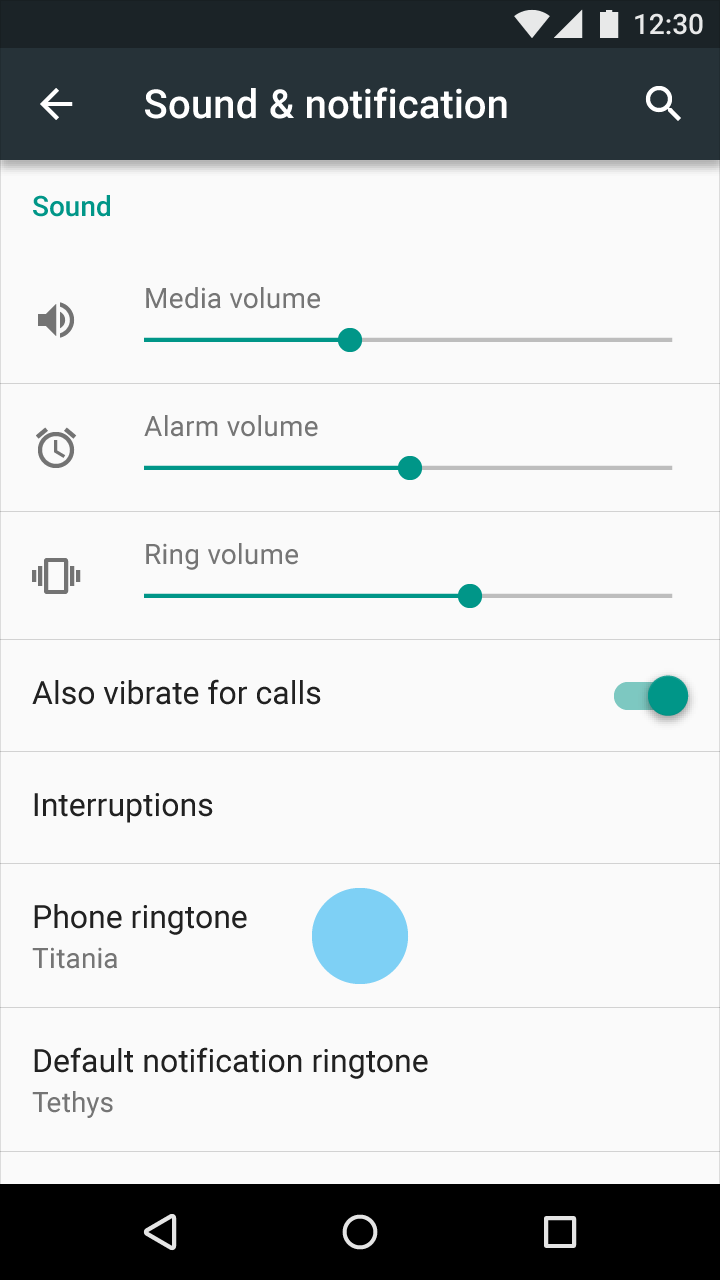 12:30
Sound & notification
Sound
Media volume
Alarm volume
Ring volume
Also vibrate for calls
Interruptions
Phone ringtone
Titania
Default notification ringtone
Tethys